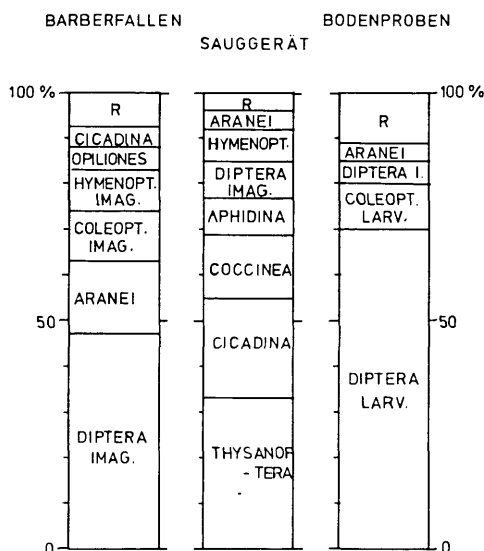 BARBERFALLEN
SAUGGERÄT
BODENPROBEN
100 %
50
0
R
CICADINA
OPILIONES
HYMENOPT.
IMAG.
COLEOPT.
IMAG.
ARANEI
DIPTERA
IMAG.
R
ARANEI
HYMENOPT.
DIPTERA
IMAG.
APHIDINA
COCCINEA
CICADINA
THYSANOP
- TERA
R
ARANEI
DIPTERA I.
COLEOPT.
LARV.
DIPTERA
LARV.
100 %
50
0